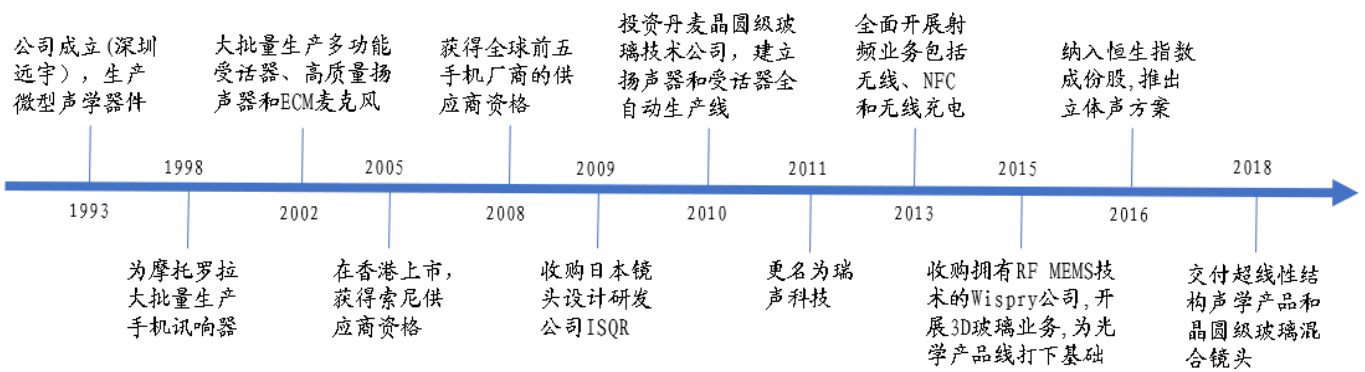 公司成立(深圳
远宇），生产
微型声学器件
大批量生产多功能
受话器、高质量扬
声器和ECM麦克风
获得全球前五
手机厂商的供
应商资格
投资丹麦晶圆级玻
璃技术公司，建立
扬声器和受话器全
自动生产线
全面开展射
频业务包括
无线、NFC
和无线充电
纳入恒生指数
成份股,推出
立体声方案
1998
2005
2009
2011
2015
2018
1993
2002
2008
2010
2013
2016
为摩托罗拉
大批量生产
手机讯响器
在香港上市，
获得索尼供
应商资格
收购日本镜
头设计研发
公司ISQR
更名为瑞
声科技
收购拥有RF MEMS技
术的Wispry公司,开
展3D玻璃业务,为光
学产品线打下基础
交付超线性结
构声学产品和
晶圆级玻璃混
合镜头